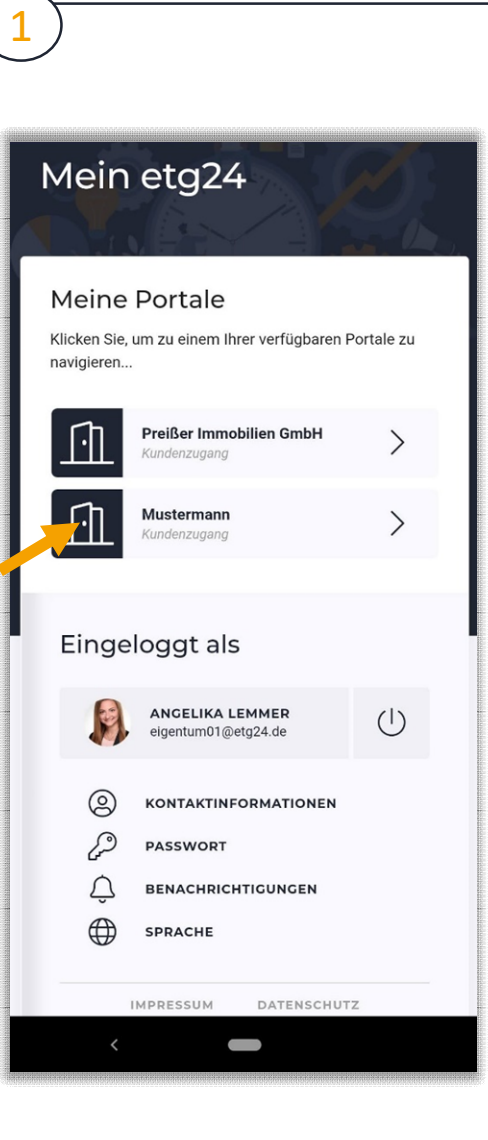 1
Mein etg24
Meine Portale
Klicken Sie, um zu einem Ihrer verfügbaren Portale zu
navigieren...
Preißer Immobilien GmbH
Kundenzugang
Mustermann
Kundenzugang
Eingeloggt als
ANGELIKA LEMMER
eigentum01@etg24.de
KONTAKTINFORMATIONEN
PASSWORT
BENACHRICHTIGUNGEN
SPRACHE
IMPRESSUM DATENSCHUTZ